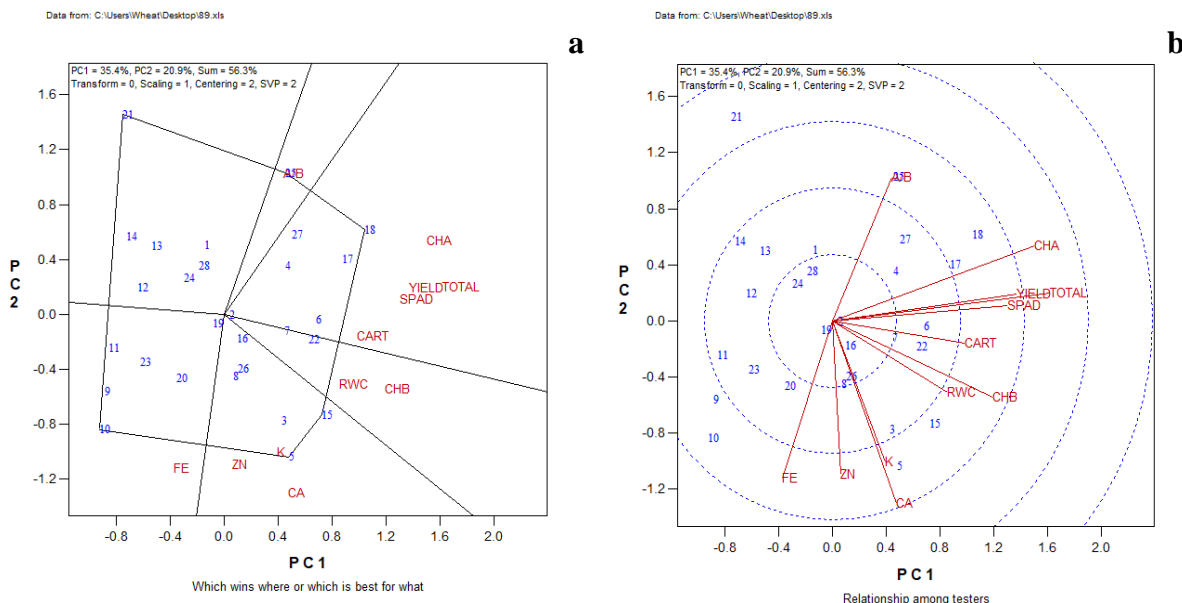 Data from: C:\Users\Wheat\Desktop\89.xls
a
PC1 = 35.4%, PC2 = 20.9%, Sum = 56.3%
Transform = 0, Scaling = 1, Centering = 2, SVP = 2
1.6
1.2
0.8
0.4
0.0
-0.4
-0.8
-1.2
PC2
21
A/B
18
14
13
1
27
CHA
28
4
17
24
12
YIELD
TOTAL
SPAD
2
19
6
7
CART
16
22
11
23
20
8
26
RWC
CHB
9
3
15
10
K
5
FE
ZN
CA
-0.8
-0.4
0.0
0.4
0.8
1.2
1.6
2.0
PC1
Which wins where or which is best for what
Data from: C:\Users\Wheat\Desktop\89.xls
b
PC1 = 35.4%, PC2 = 20.9%, Sum = 56.3%
Transform = 0, Scaling = 1, Centering = 2, SVP = 2
1.6
1.2
0.8
0.4
0.0
-0.4
-0.8
-1.2
PC2
21
A/B
18
14
13
1
27
CHA
28
4
17
24
12
YIELD
TOTAL
SPAD
19
6
7
CART
16
22
11
23
20
8
26
RWC
CHB
9
3
15
10
K
5
FE
ZN
CA
-0.8
-0.4
0.0
0.4
0.8
1.2
1.6
2.0
PC1
Relationship among testers